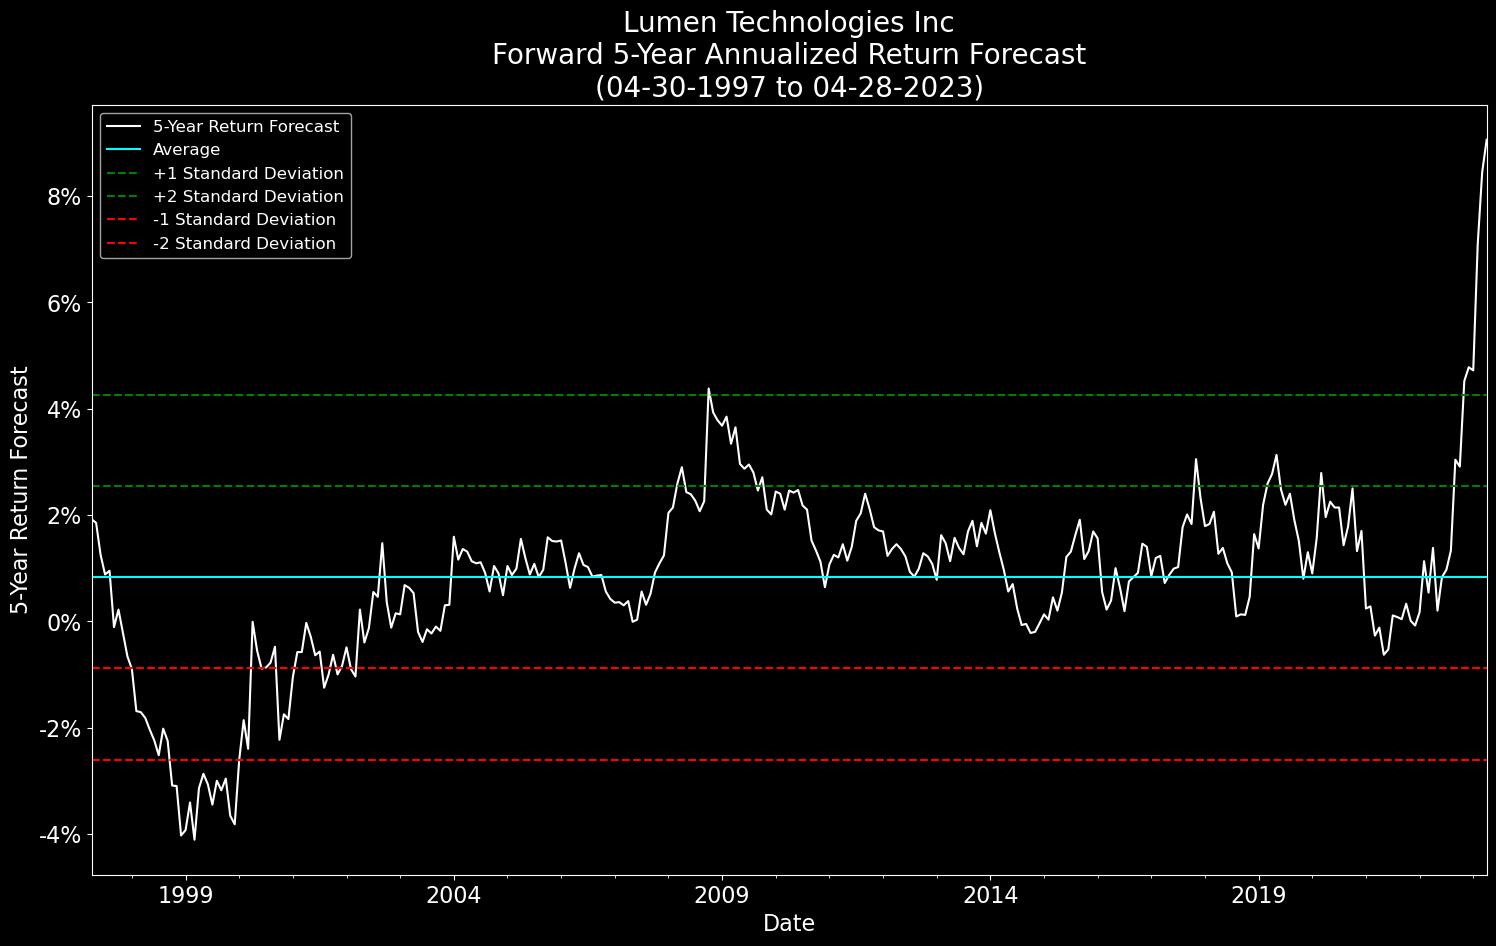 Lumen Technologies Inc
Forward 5-Year Annualized Return Forecast
(04-30-1997 to 04-28-2023)
5-Year Return Forecast
Average
+1 Standard Deviation
+2 Standard Deviation
-1 Standard Deviation
-2 Standard Deviation
5-Year Return Forecast
8%
6%
4%
2%
0%
-2%
-4%
1999
2004
2009
2014
2019
Date